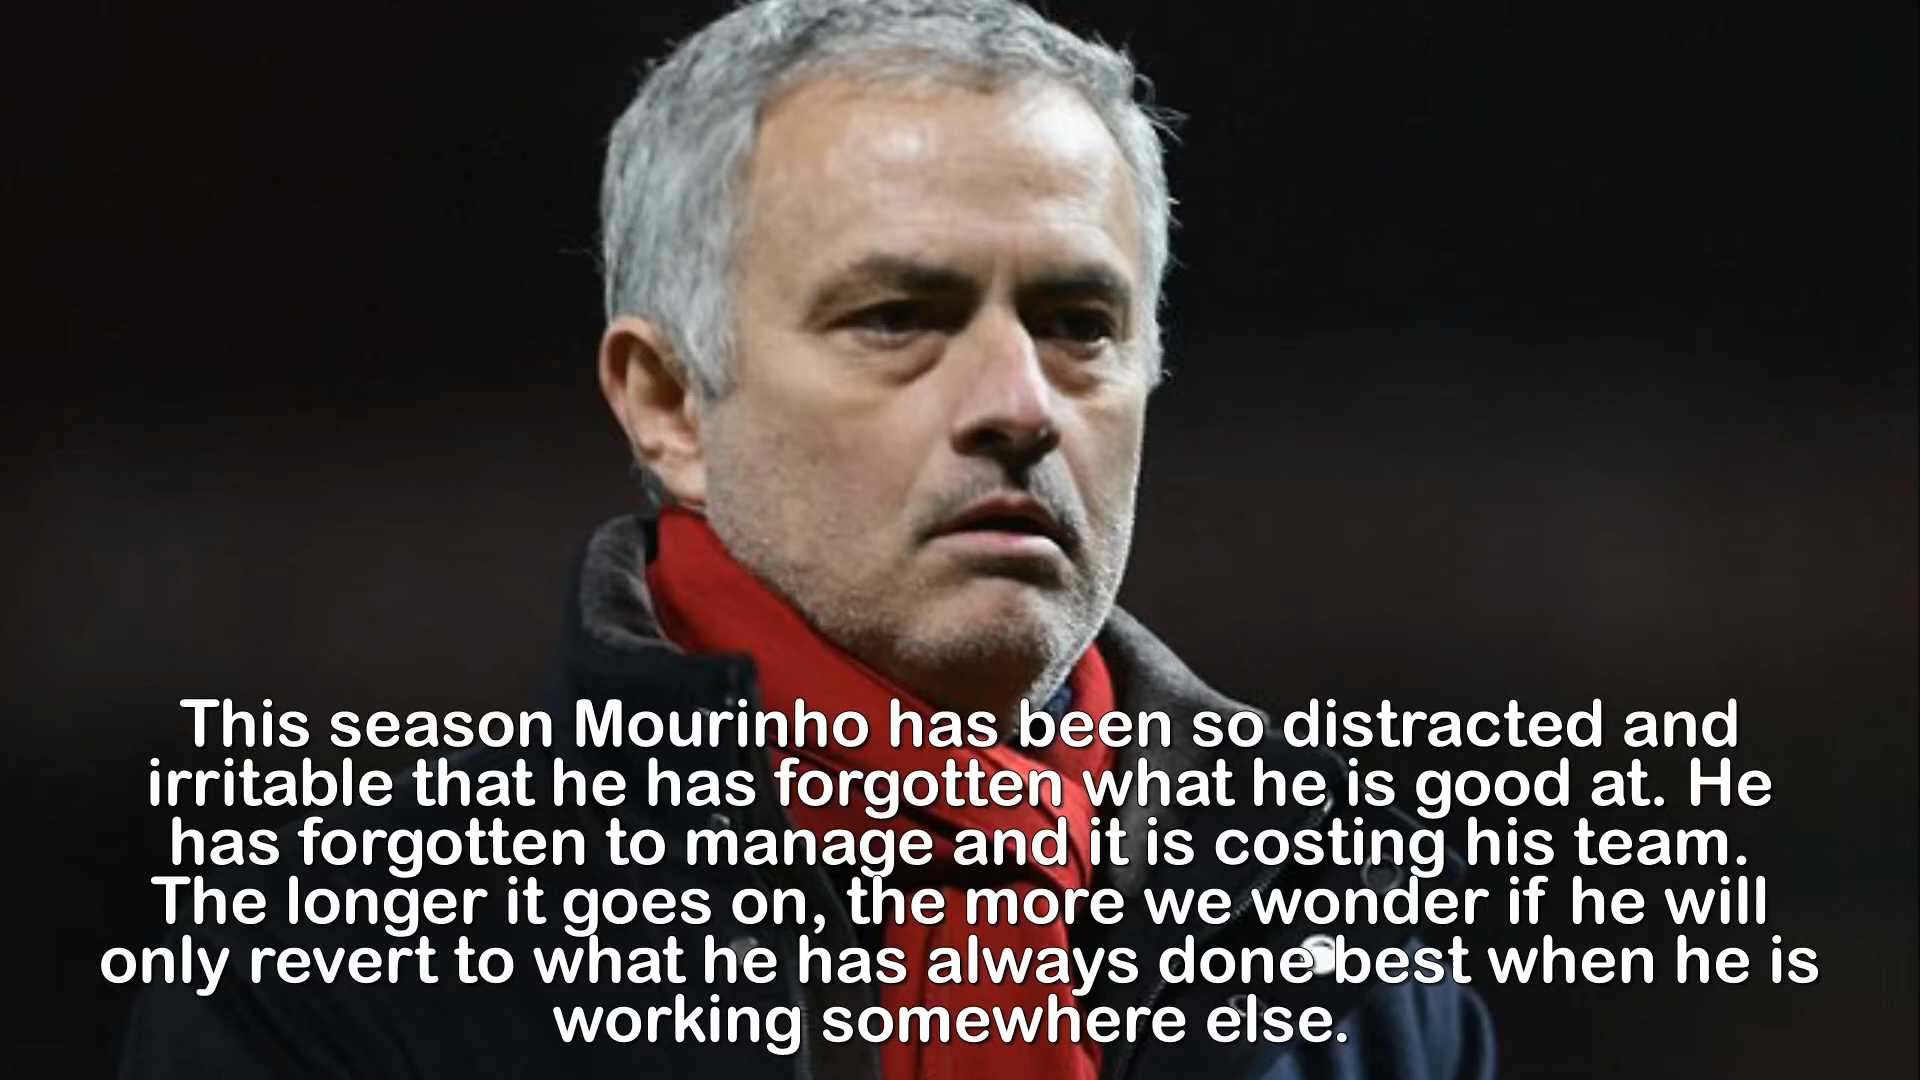 This season Mourinho has been so distracted and
irritable that he has forgotten what he is good at. He
has forgotten to manage and it is costing his team.
The longer it goes on, the more we wonder if he will
only revert to what he has always done best when he is
working somewhere else.